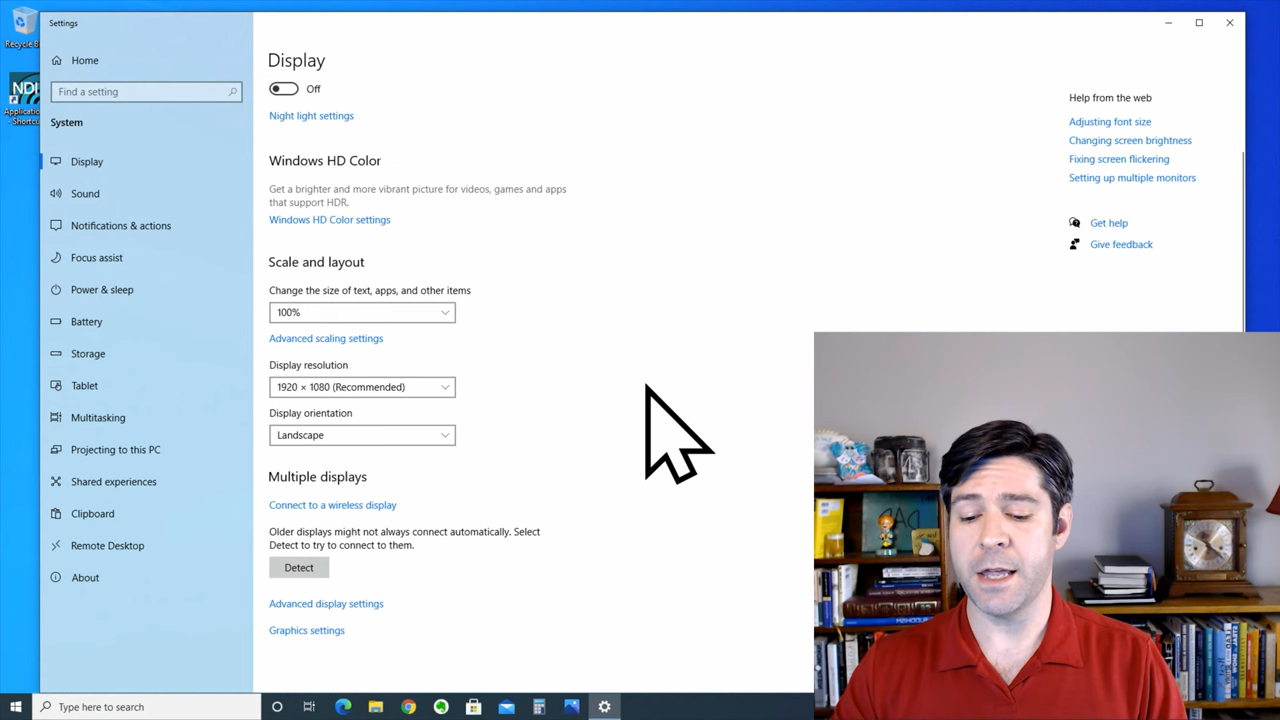 Settings
Recycle B
NDI
Applicatio
- Shortcu
Home
Find a setting
System
Display
Sound
Notifications & actions
Focus assist
Power & sleep
Battery
Storage
Tablet
Multitasking
Projecting to this PC
Shared experiences
Clipboard
Remote Desktop
About
Display
Off
Night light settings
Windows HD Color
Get a brighter and more vibrant picture for videos, games and apps
that support HDR.
Windows HD Color settings
Scale and layout
Change the size of text, apps, and other items
100%
Advanced scaling settings
Display resolution
1920 × 1080 (Recommended)
Display orientation
Landscape
Multiple displays
Connect to a wireless display
Older displays might not always connect automatically. Select
Detect to try to connect to them.
Detect
Advanced display settings
Graphics settings
Help from the web
Adjusting font size
Changing screen brightness
Fixing screen flickering
Setting up multiple monitors
Get help
Give feedback
DAD
Type here to search